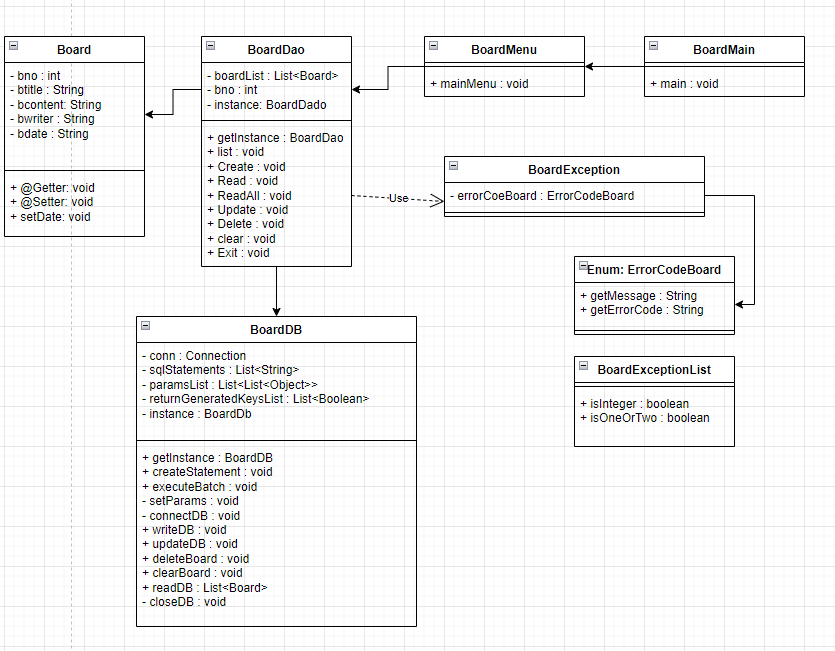 Board
- bno : int
- btitle : String
- bcontent: String
- bwriter : String
- bdate : String
+ @Getter: void
+ @Setter: void
+ setDate: void
BoardDao
- boardList : List<Board>
- bno : int
- instance: BoardDado
+ getInstance : BoardDao
+ list : void
+ Create : void
+ Read : void
+ ReadAll : void
+ Update : void
+ Delete : void
+ clear : void
+ Exit : void
BoardMenu
+ mainMenu : void
BoardMain
+ main : void
Use
BoardException
- errorCoeBoard : ErrorCodeBoard
Enum: ErrorCodeBoard
+ getMessage : String
+ getErrorCode : String
BoardExceptionList
+ isInteger : boolean
+ isOneOrTwo : boolean
BoardDB
- conn : Connection
- sqlStatements : List<String>
- paramsList : List<List<Object>>
- returnGeneratedKeysList : List<Boolean>
- instance : BoardDb
+ getInstance : BoardDB
+ createStatement : void
+ executeBatch : void
- setParams : void
- connectDB : void
+ writeDB : void
+ updateDB : void
+ deleteBoard : void
+ clearBoard : void
+ readDB : List<Board>
- closeDB : void